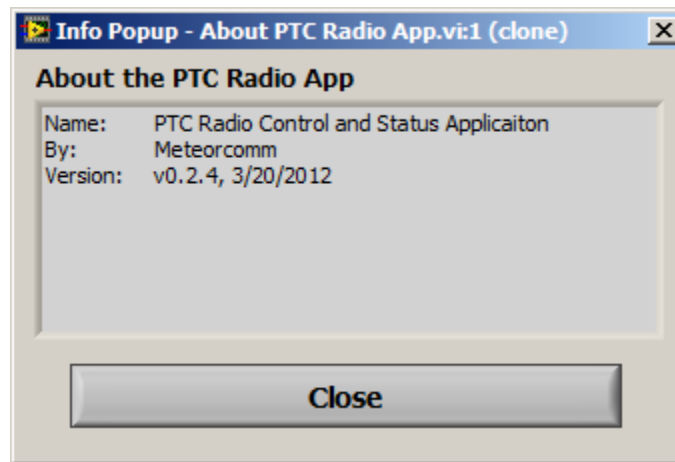 Info Popup - About PTC Radio App.vi:1 (clone)
About the PTC Radio App
Name: PTC Radio Control and Status Applicaiton
By: Meteorcomm
Version: v0.2.4, 3/20/2012
Close